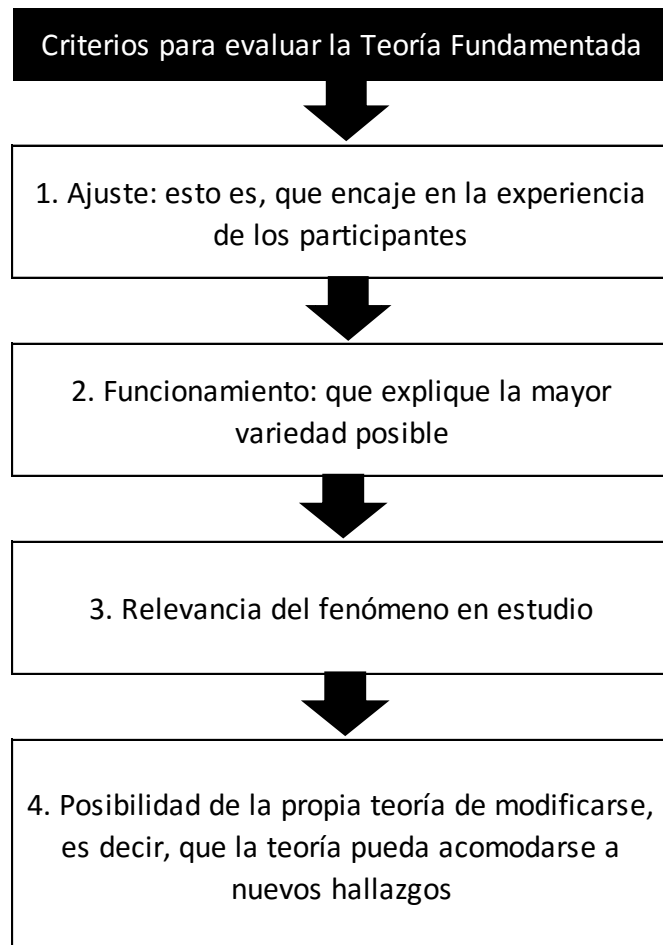 Criterios para evaluar la Teoría Fundamentada
1. Ajuste: esto es, que encaje en la experiencia
de los participantes
2. Funcionamiento: que explique la mayor
variedad posible
3. Relevancia del fenómeno en estudio
4. Posibilidad de la propia teoría de modificarse,
es decir, que la teoría pueda acomodarse a
nuevos hallazgos